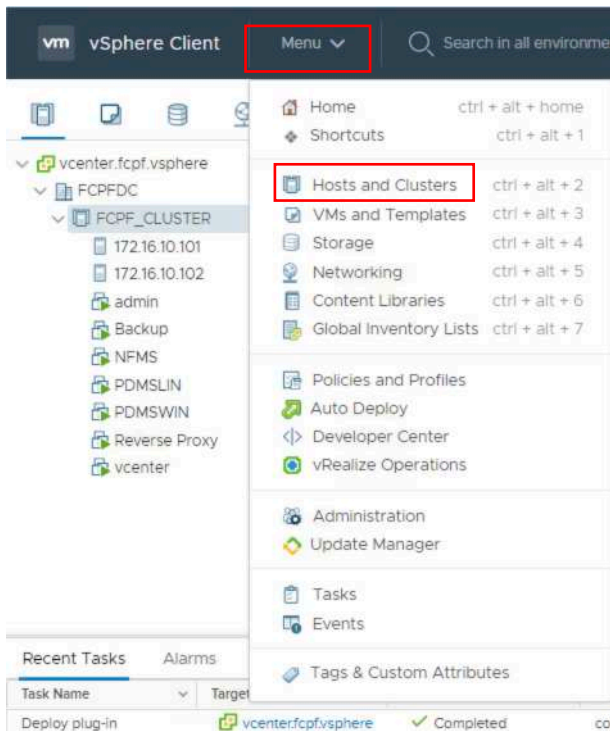 vm vSphere Client Menu Search in all environme
Home ctrl + alt + home
Shortcuts ctrl + alt + 1
vcenter.fcpf.vsphere
FCPFDC
FCPF_CLUSTER
172.16.10.101
172.16.10.102
admin
Backup
NFMS
PDMSLIN
PDMSWIN
Reverse Proxy
vcenter
Hosts and Clusters ctrl + alt + 2
VMs and Templates ctrl + alt + 3
Storage ctrl + alt + 4
Networking ctrl + alt + 5
Content Libraries ctrl + alt + 6
Global Inventory Lists ctrl + alt + 7
Policies and Profiles
Auto Deploy
Developer Center
vRealize Operations
Administration
Update Manager
Tasks
Events
Tags & Custom Attributes
Recent Tasks Alarms
Task Name Target
Deploy plug-in vcenter.fcpf.vsphere Completed co